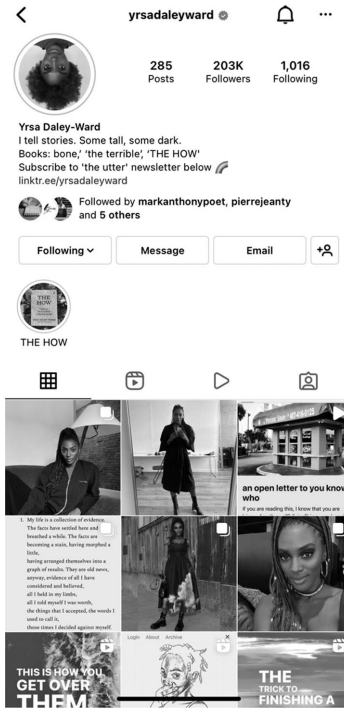 yrsadaleyward
285
Posts
203K
Followers
1,016
Following
Yrsa Daley-Ward
I tell stories. Some tall, some dark.
Books: bone,’ ‘the terrible’, ‘THE HOW’
Subscribe to 'the utter' newsletter below 🌈
linktr.ee/yrsadaleyward
Followed by markanthonypoet, pierrejeanty
and 5 others
Following
Message
Email
THE
HOW
THE HOW
an open letter to you know
who
If you are reading this, I know that you are
1. My life is a collection of evidence.
The facts have settled here and
breathed a while. The facts are
becoming a stain, having morphed a
little,
having arranged themselves into a
graph of results. They are old news,
anyway, evidence of all I have
considered and believed,
all I held in my limbs,
all I told myself I was worth,
the things that I accepted, the words I
used to call it,
those times I decided against myself.
THIS IS HOW YOU
GET OVER
THEM
Login About Archive
THE
TRICK TO
FINISHING A